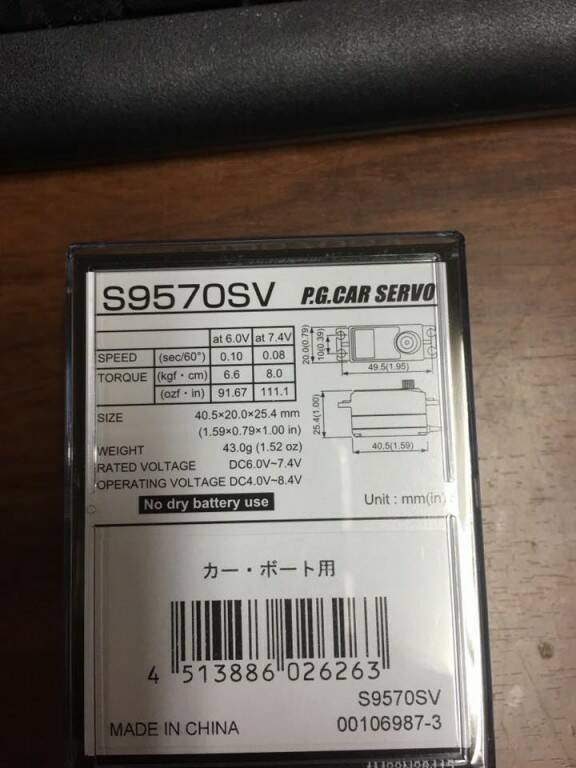 S9570SV P.G.CAR SERVO
at 6.0V at 7.4V
SPEED (sec/60°) 0.10 0.08
TORQUE (kgf・cm) 6.6 8.0
(ozf・in) 91.67 111.1
SIZE 40.5×20.0×25.4 mm
(1.59×0.79×1.00 in)
WEIGHT 43.0g (1.52 oz)
RATED VOLTAGE DC6.0V~7.4V
OPERATING VOLTAGE DC4.0V~8.4V
No dry battery use
20.0(0.79)
10(0.39)
49.5(1.95)
25.4(1.00)
40.5(1.59)
Unit : mm(in)
カー・ボート用
4 513886 026263
S9570SV
MADE IN CHINA 00106987-3